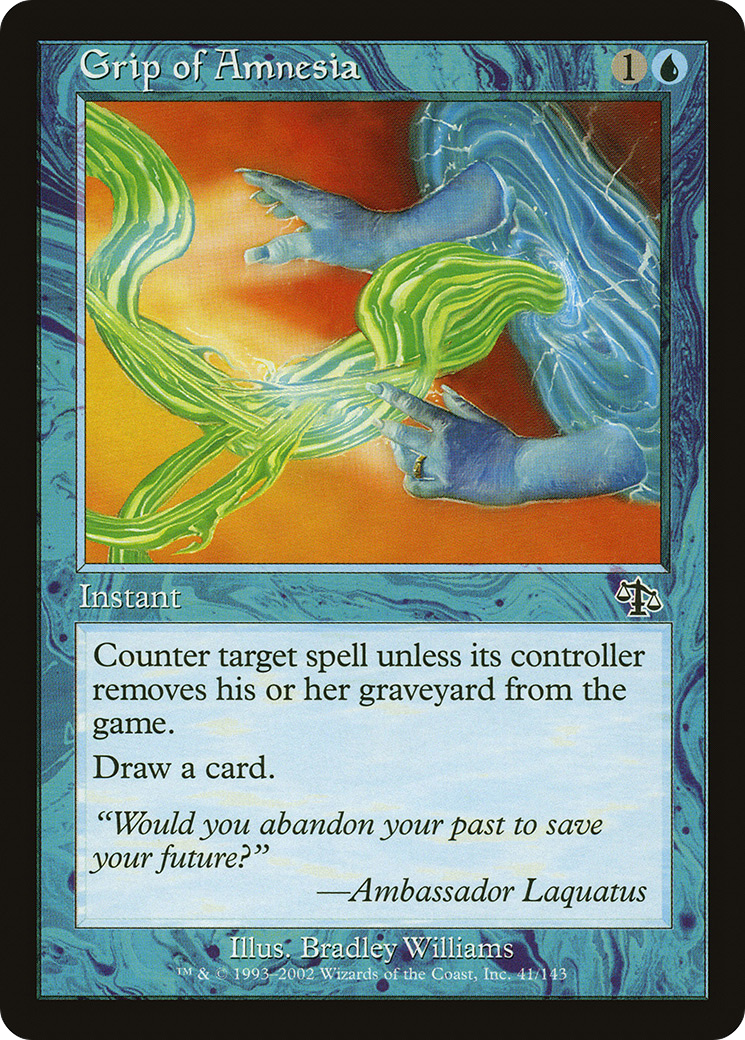 Grip of Amnesia 1
Instant
Counter target spell unless its controller
removes his or her graveyard from the
game.
Draw a card.
“Would you abandon your past to save
your future?”
—Ambassador Laquatus
Illus. Bradley Williams
™ & © 1993–2002 Wizards of the Coast, Inc. 41/143